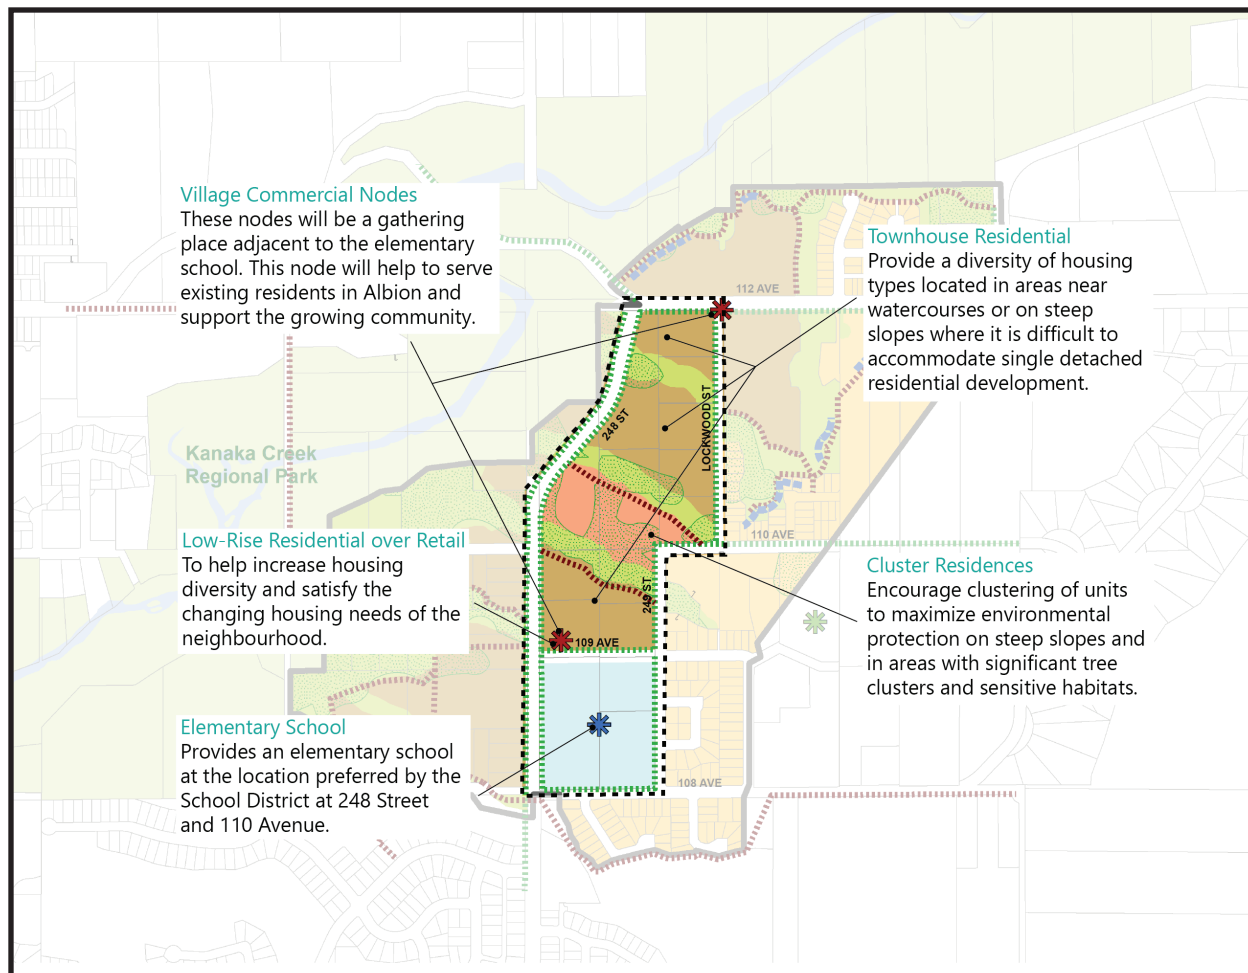 Village Commercial Nodes
These nodes will be a gathering
place adjacent to the elementary
school. This node will help to serve
existing residents in Albion and
support the growing community.
Townhouse Residential
Provide a diversity of housing
types located in areas near
watercourses or on steep
slopes where it is difficult to
accommodate single detached
residential development.
112 AVE
248 ST
LOCKWOOD ST
Kanaka Creek
Regional Park
110 AVE
Low-Rise Residential over Retail
To help increase housing
diversity and satisfy the
changing housing needs of the
neighbourhood.
249 ST
109 AVE
Cluster Residences
Encourage clustering of units
to maximize environmental
protection on steep slopes and
in areas with significant tree
clusters and sensitive habitats.
Elementary School
Provides an elementary school
at the location preferred by the
School District at 248 Street
and 110 Avenue.
108 AVE